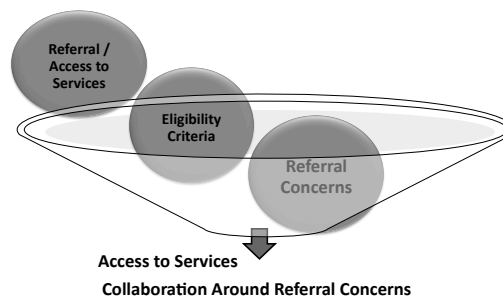 Referral /
Access to
Services
Eligibility
Criteria
Referral
Concerns
Access to Services
Collaboration Around Referral Concerns